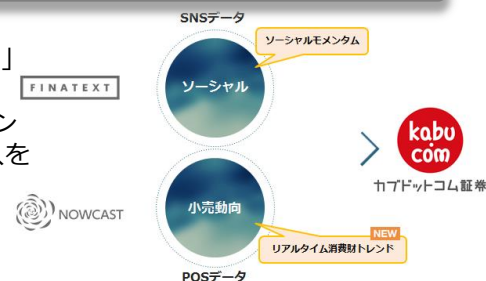 SNSデータ
ソーシャルモメンタム
」
FINATEXT
ソーシャル
ン
を
kabu
com
カブドットコム証券
NOWCAST
小売動向
NEW
リアルタイム消費財トレンド
POSデータ